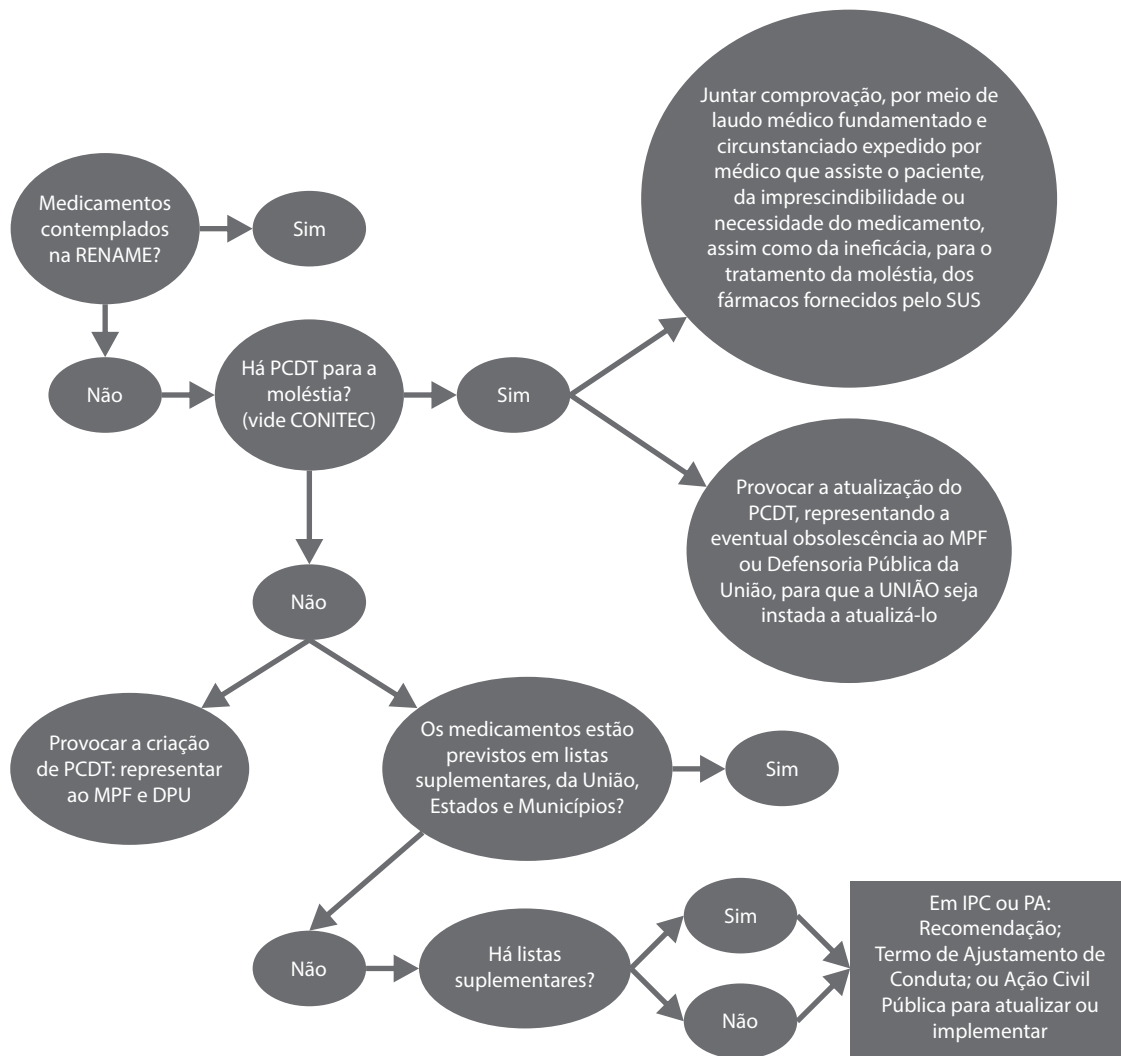 Medicamentos
contemplados
na RENAME?
Sim
Juntar comprovação, por meio de
laudo médico fundamentado e
circunstanciado expedido por
médico que assiste o paciente,
da imprescindibilidade ou
necessidade do medicamento,
assim como da ineficácia, para o
tratamento da moléstia, dos
fármacos fornecidos pelo SUS
Não
Há PCDT para a
moléstia?
(vide CONITEC)
Sim
Provocar a atualização do
PCDT, representando a
eventual obsolescência ao MPF
ou Defensoria Pública da
União, para que a UNIÃO seja
instada a atualizá-lo
Não
Provocar a criação
de PCDT: representar
ao MPF e DPU
Os medicamentos estão
previstos em listas
suplementares, da União,
Estados e Municípios?
Sim
Não
Há listas
suplementares?
Sim
Não
Em IPC ou PA:
Recomendação;
Termo de Ajustamento de
Conduta; ou Ação Civil
Pública para atualizar ou
implementar